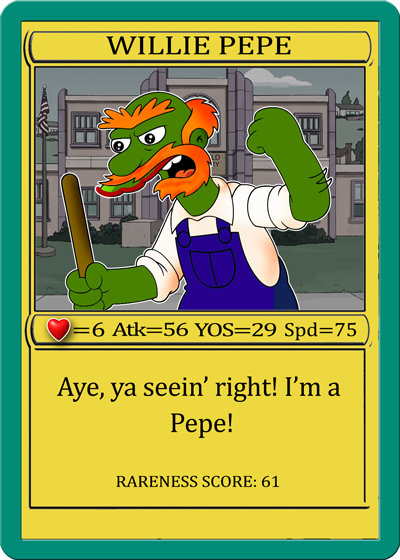 WILLIE PEPE
=6 Atk=56 YOS=29 Spd=75
Aye, ya seein’ right! I’m a
Pepe!
RARENESS SCORE: 61